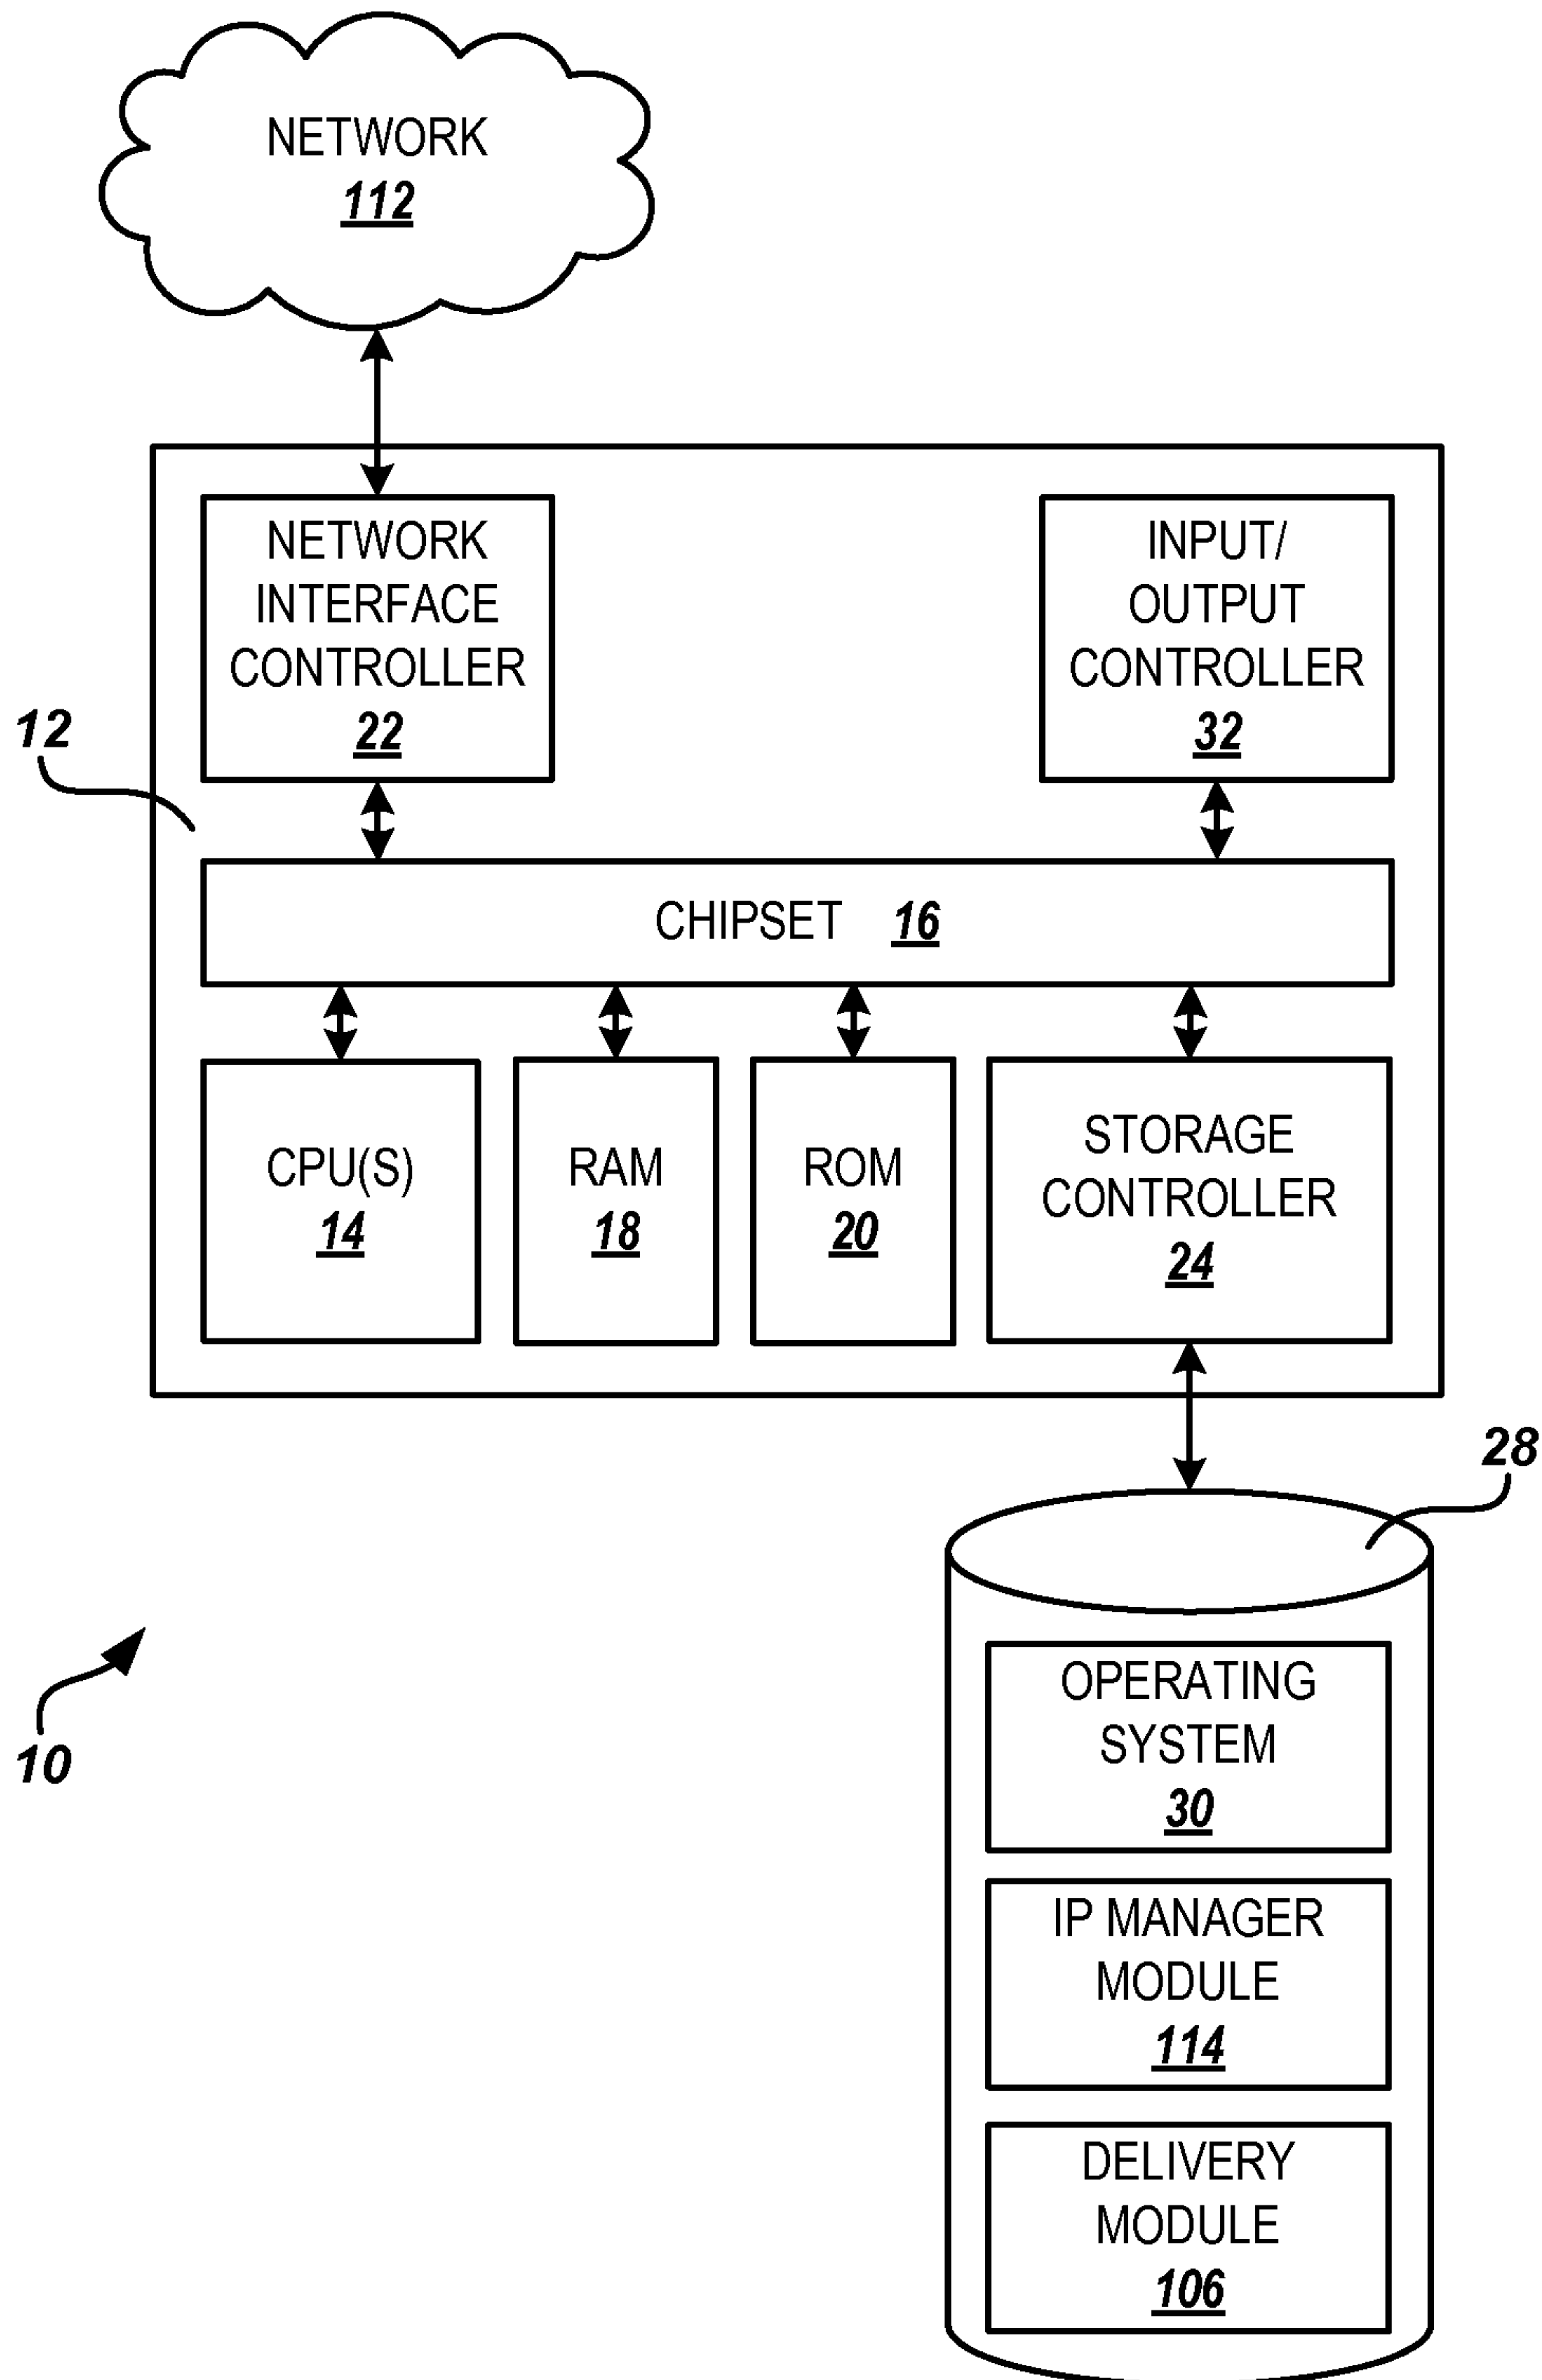 NETWORK
112
NETWORK
INTERFACE
CONTROLLER
22
INPUT/
OUTPUT
CONTROLLER
32
12
CHIPSET 16
CPU(S)
14
RAM
18
ROM
20
STORAGE
CONTROLLER
24
28
OPERATING
SYSTEM
30
10
IP MANAGER
MODULE
114
DELIVERY
MODULE
106